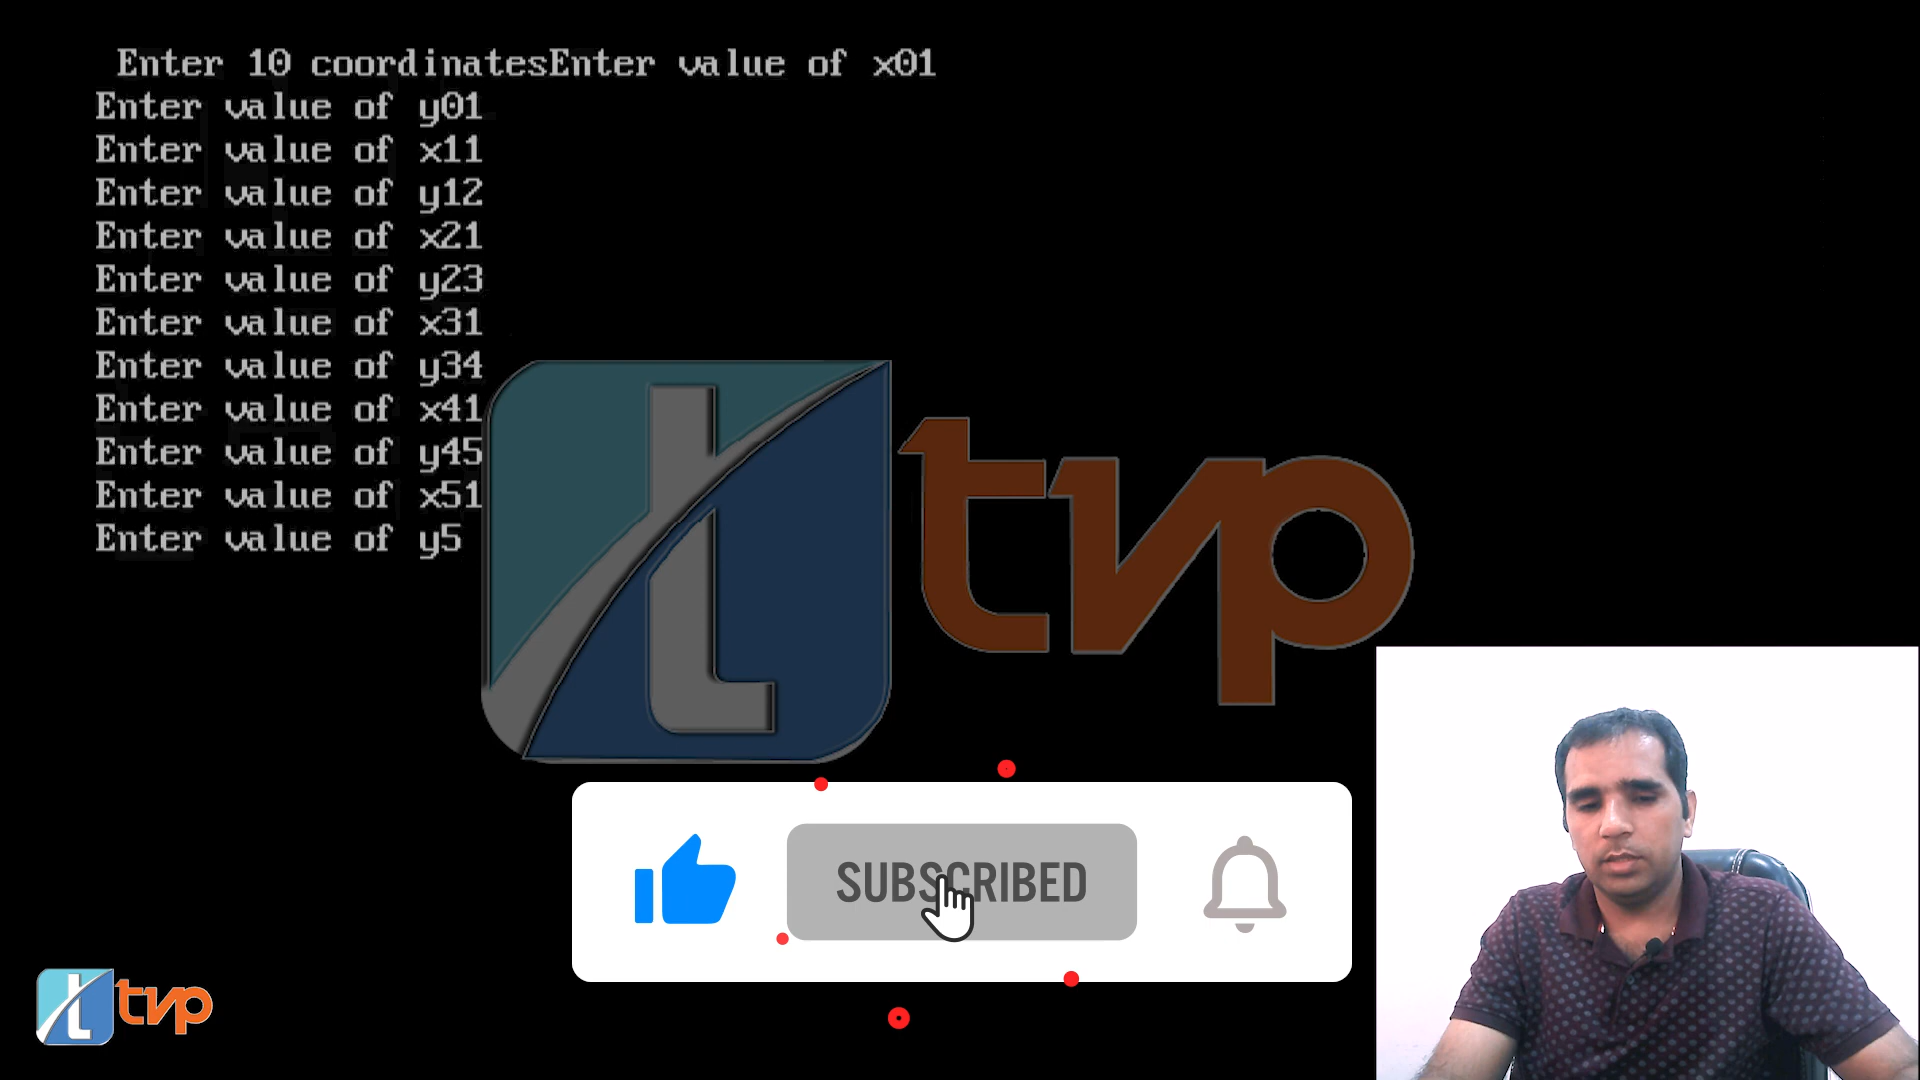 Enter 10 coordinatesEnter value of x01
Enter value of y01
Enter value of x11
Enter value of y12
Enter value of x21
Enter value of y23
Enter value of x31
Enter value of y34
Enter value of x41
Enter value of y45
Enter value of x51
Enter value of y5
t tvp
SUBSCRIBED
t tvp